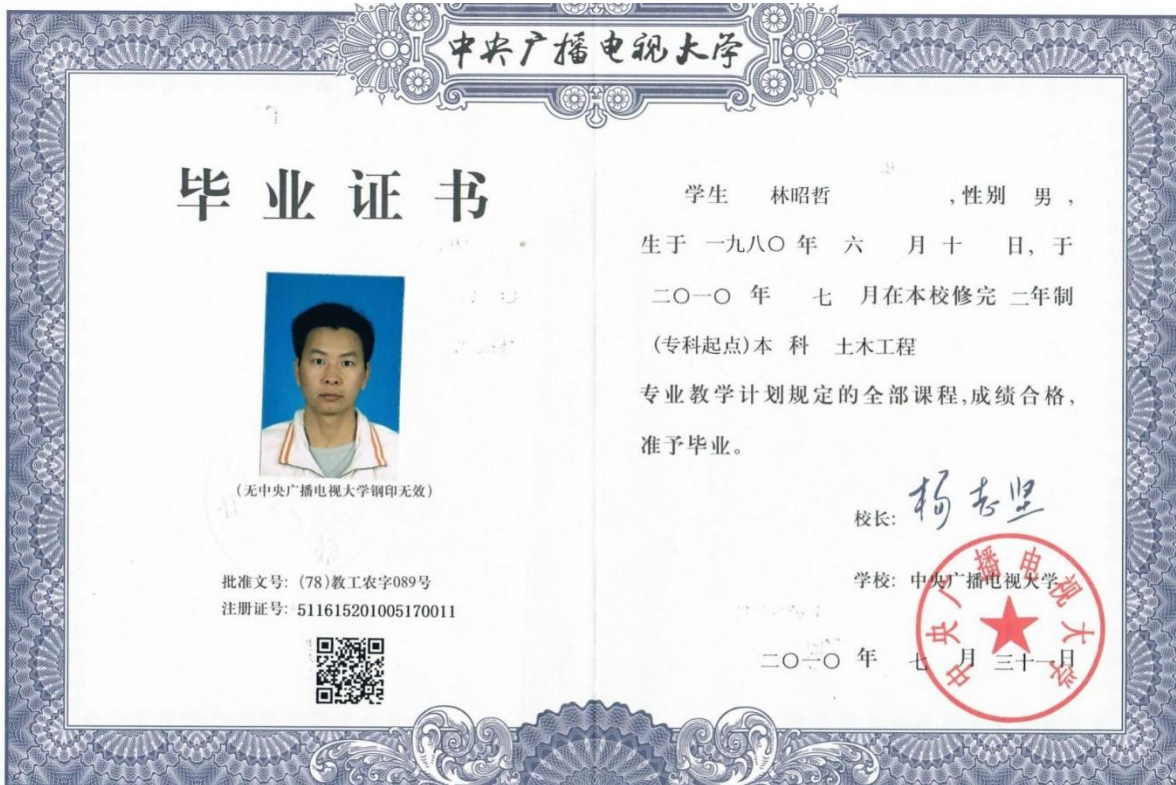 中央广播电视大学
毕业证书
(无中央广播电视大学钢印无效)
批准文号: (78)教工农字089号
注册证号: 511615201005170011
学生 林昭哲 ,性别 男,
生于 一九八〇年 六 月十 日,于
二〇一〇 年 七 月在本校修完 二年制
(专科起点)本 科 土木工程
专业教学计划规定的全部课程,成绩合格,
准予毕业。
校长: 杨志坚
学校: 中央广播电视大学
中央广播电视大学
二〇一〇 年 七 月 三十一日